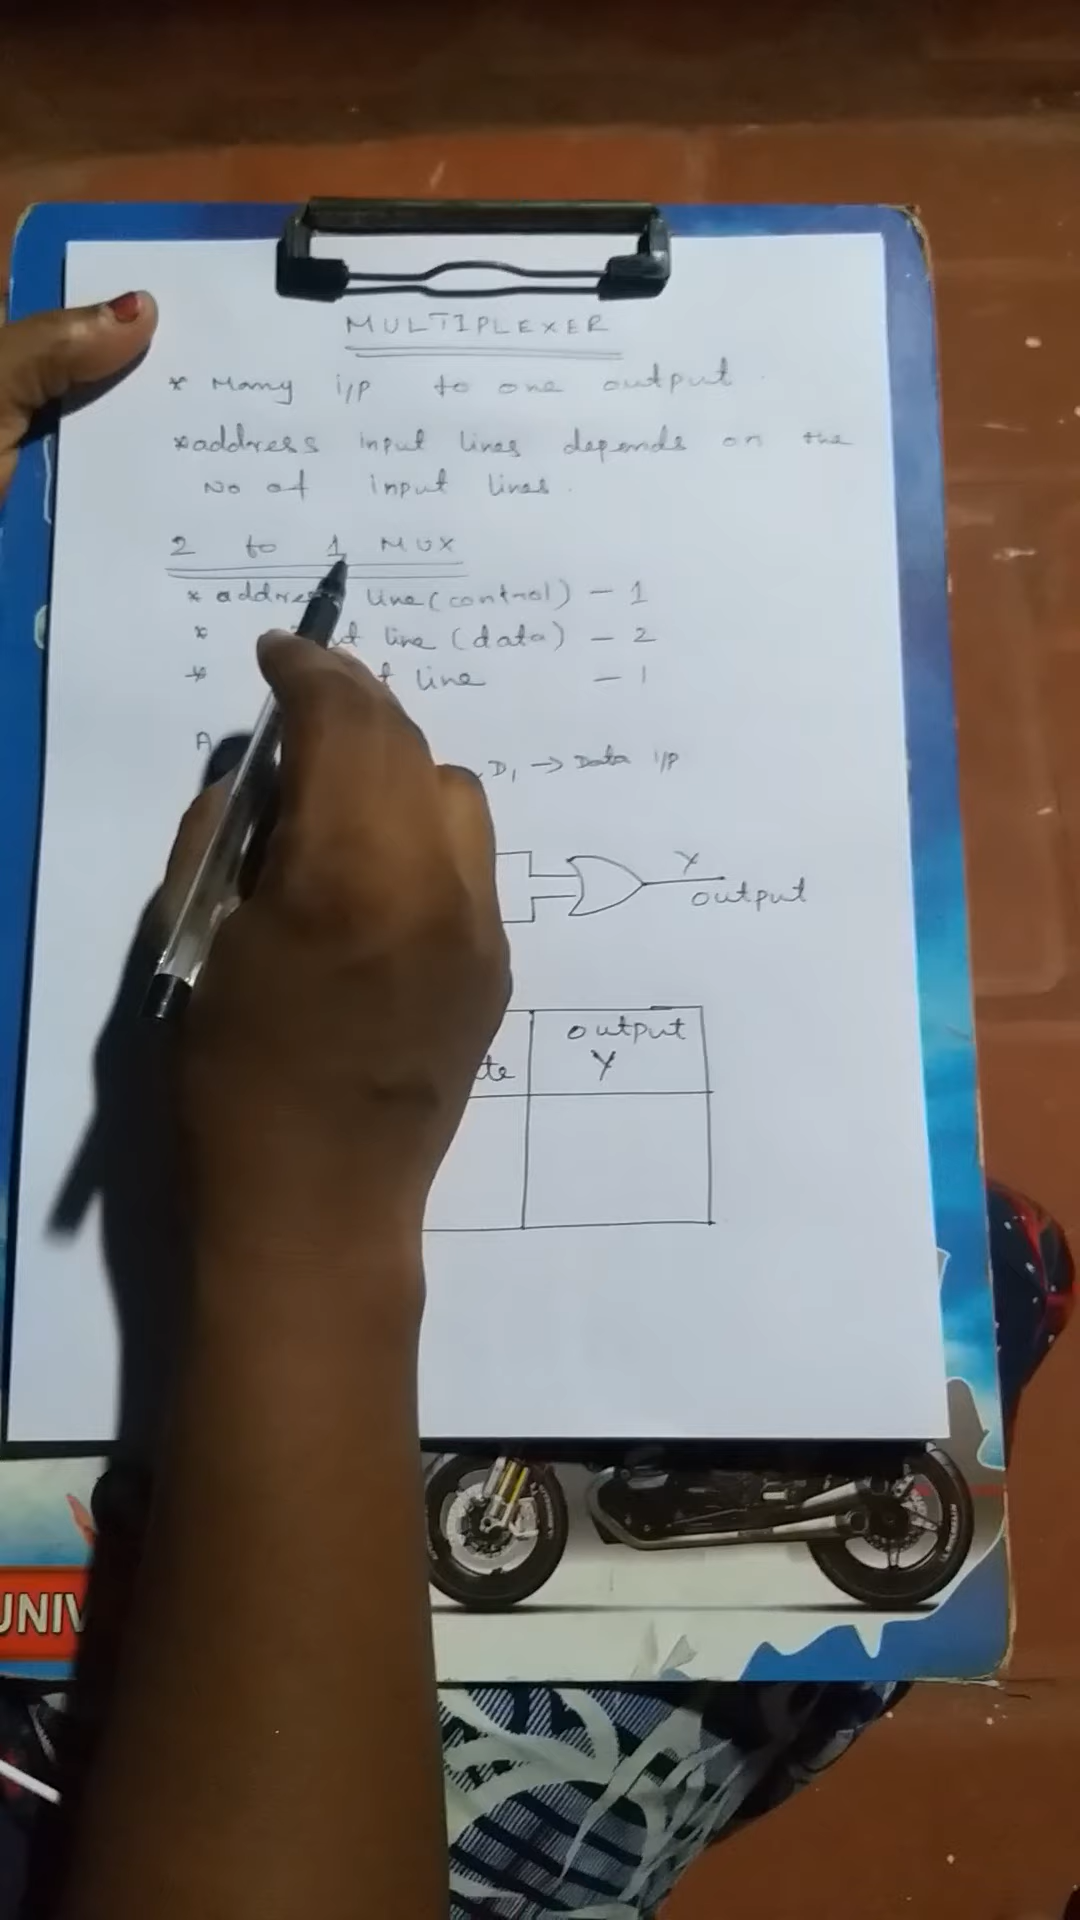 MULTIPLEXER
* Many i/p to one output.
* address input lines depends on the
No of input lines.
2 to 1 MUX
* address line (control) - 1
* line (data) - 2
* line - 1
A
D1 → Data i/p
Y
output
output
Y
UNIV